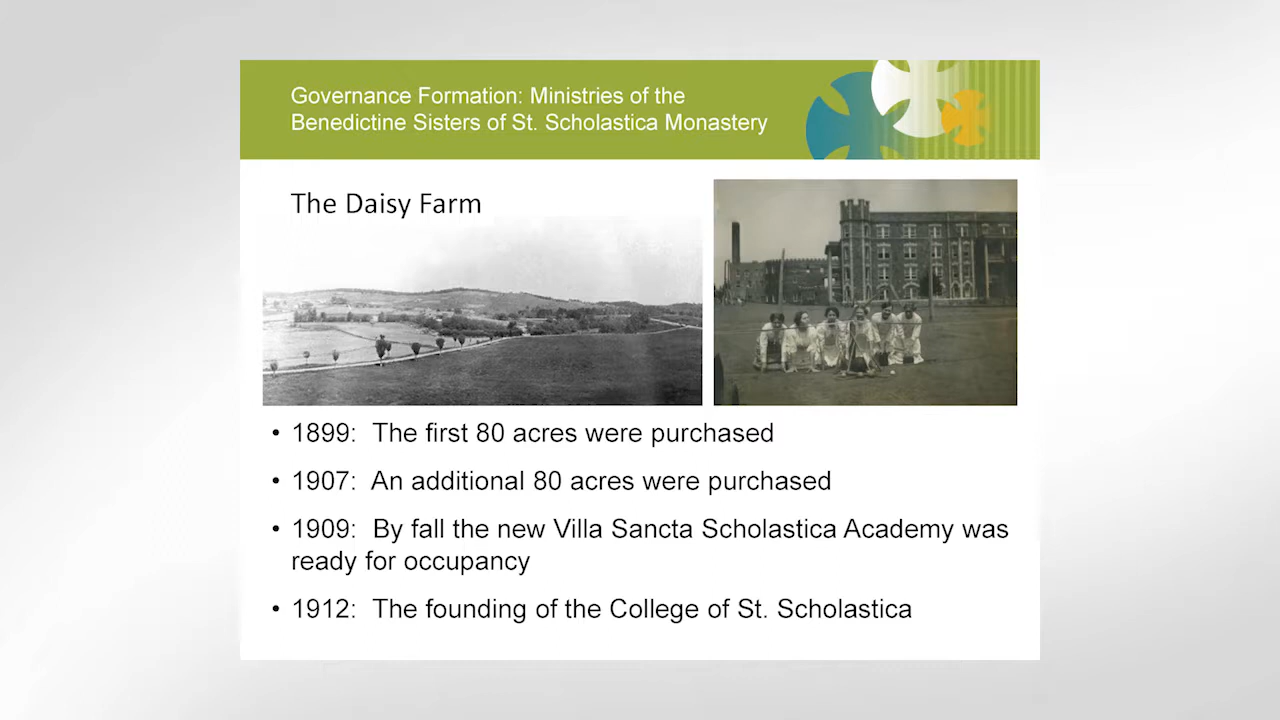 Governance Formation: Ministries of the
Benedictine Sisters of St. Scholastica Monastery
The Daisy Farm
• 1899: The first 80 acres were purchased
• 1907: An additional 80 acres were purchased
• 1909: By fall the new Villa Sancta Scholastica Academy was
ready for occupancy
• 1912: The founding of the College of St. Scholastica